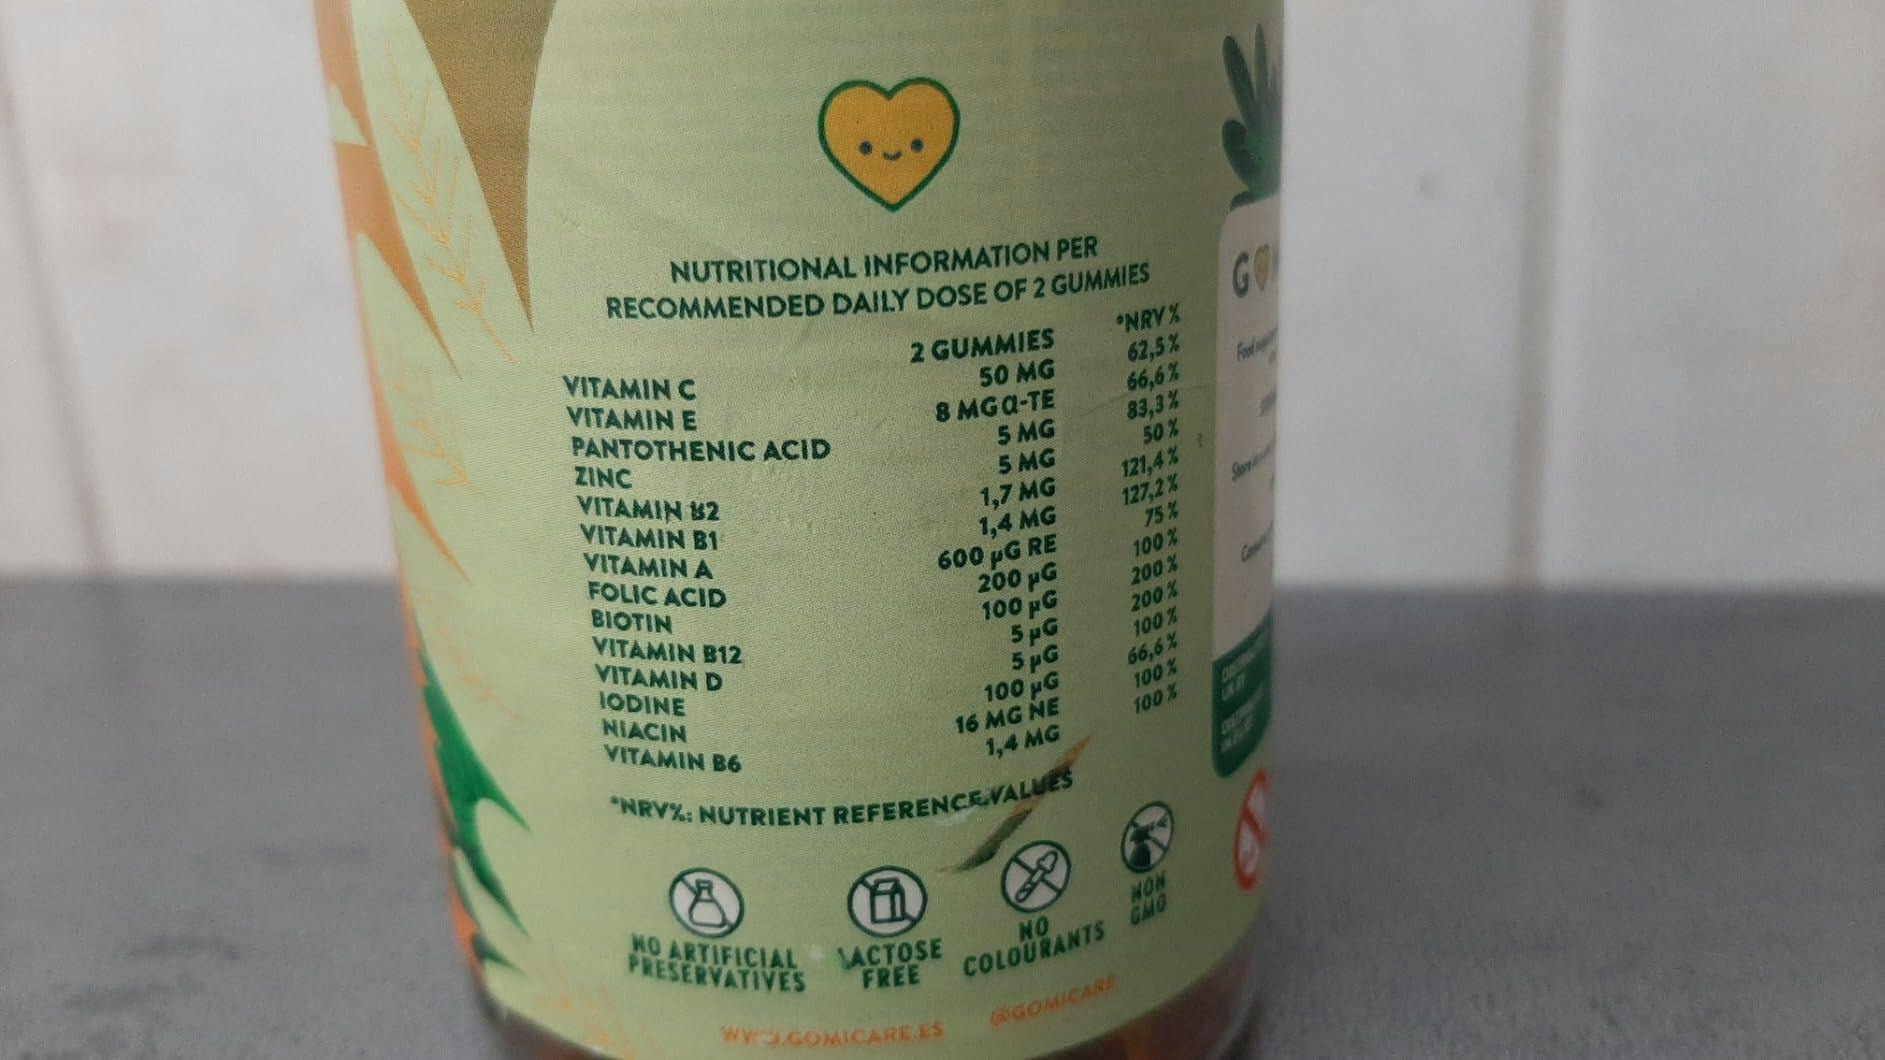 NUTRITIONAL INFORMATION PER
RECOMMENDED DAILY DOSE OF 2 GUMMIES
2 GUMMIES *NRV%
VITAMIN C 50 MG 62,5%
VITAMIN E 8 MG α-TE 66,6%
PANTOTHENIC ACID 5 MG 83,3%
ZINC 5 MG 50%
VITAMIN B2 1,7 MG 121,4%
VITAMIN B1 1,4 MG 127,2%
VITAMIN A 600 µG RE 75%
FOLIC ACID 200 µG 100%
BIOTIN 100 µG 200%
VITAMIN B12 5 µG 200%
VITAMIN D 5 µG 100%
IODINE 100 µG 66,6%
NIACIN 16 MG NE 100%
VITAMIN B6 1,4 MG 100%
*NRV%: NUTRIENT REFERENCE VALUES
NO ARTIFICIAL
PRESERVATIVES
LACTOSE
FREE
NO
COLOURANTS
NON
GMO
WWW.GOMICARE.ES
@GOMICARE
G
Food
Store